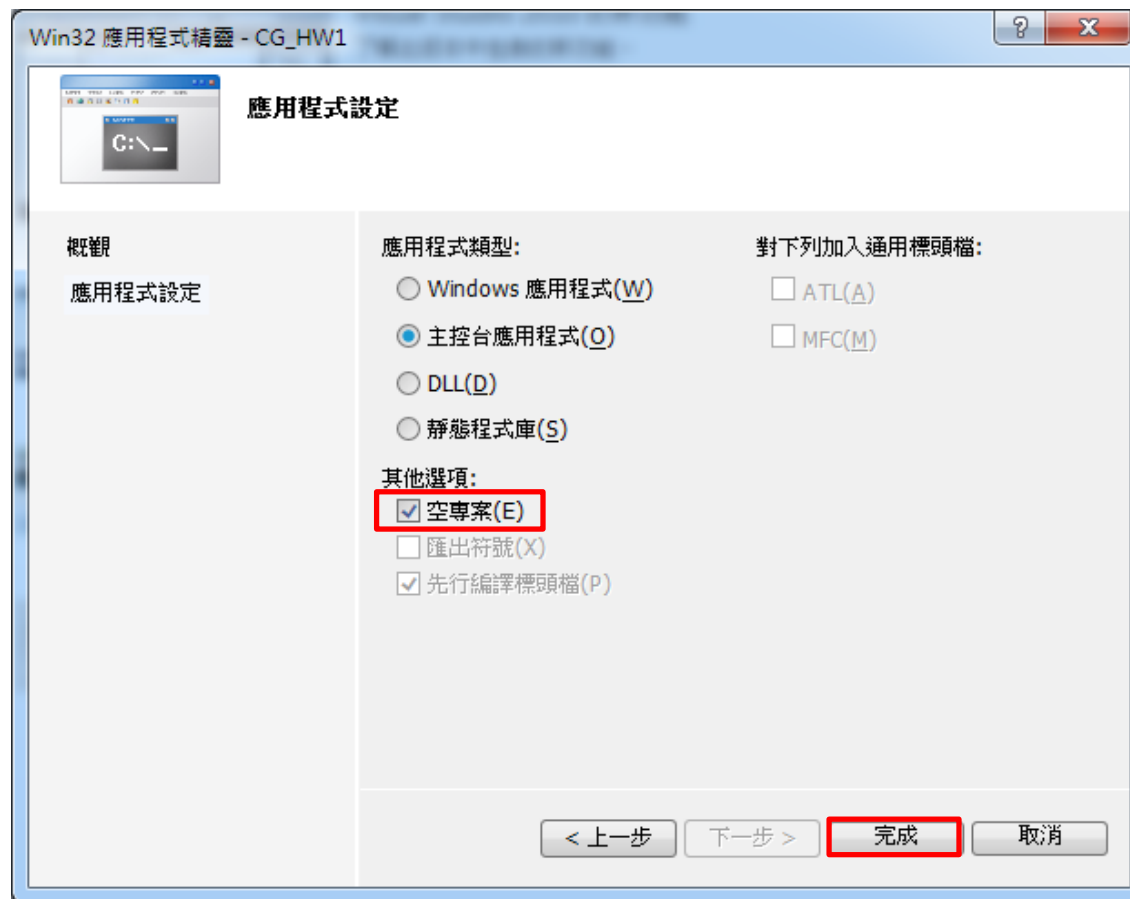 Win32 應用程式精靈 - CG_HW1
C:\_
應用程式設定
概觀
應用程式設定
應用程式類型:
Windows 應用程式(W)
主控台應用程式(O)
DLL(D)
靜態程式庫(S)
其他選項:
空專案(E)
匯出符號(X)
先行編譯標頭檔(P)
對下列加入通用標頭檔:
ATL(A)
MFC(M)
< 上一步
下一步 >
完成
取消